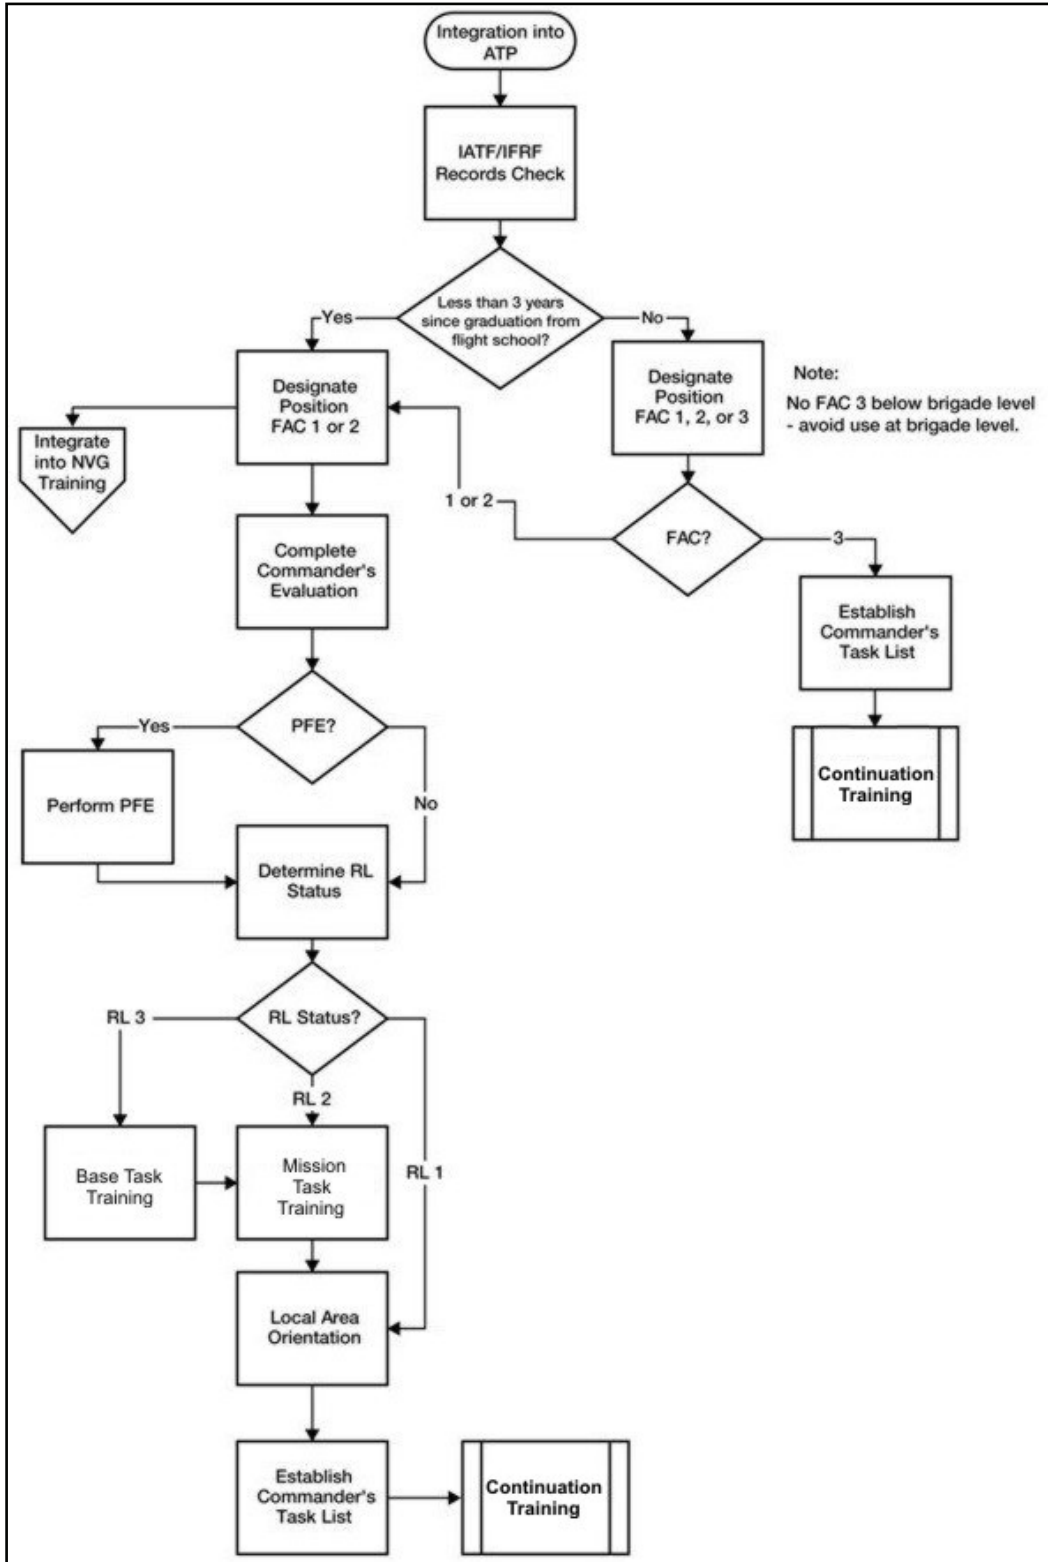 Integration into
ATP
IATF/IFRF
Records Check
Less than 3 years
since graduation from
flight school?
Yes
No
Designate
Position
FAC 1 or 2
Designate
Position
FAC 1, 2, or 3
Note:
No FAC 3 below brigade level
- avoid use at brigade level.
Integrate
into NVG
Training
1 or 2
FAC?
3
Complete
Commander's
Evaluation
Establish
Commander's
Task List
PFE?
Yes
No
Continuation
Training
Perform PFE
Determine RL
Status
RL Status?
RL 3
RL 2
RL 1
Base Task
Training
Mission
Task
Training
Local Area
Orientation
Establish
Commander's
Task List
Continuation
Training